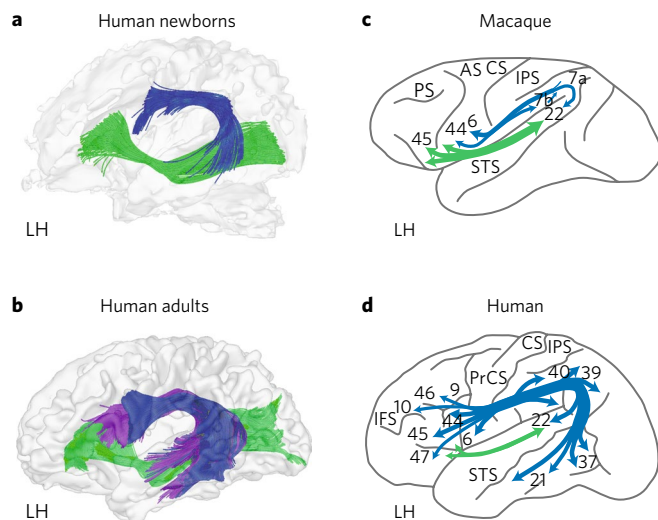 a Human newborns
LH
b Human adults
LH
c Macaque
AS CS
IPS
7a
PS
7b
22
6
44
45
STS
LH
d Human
CS IPS
PrCS
40 39
9
46
10
IFS
44
22
45
6
47
STS
37
21
LH